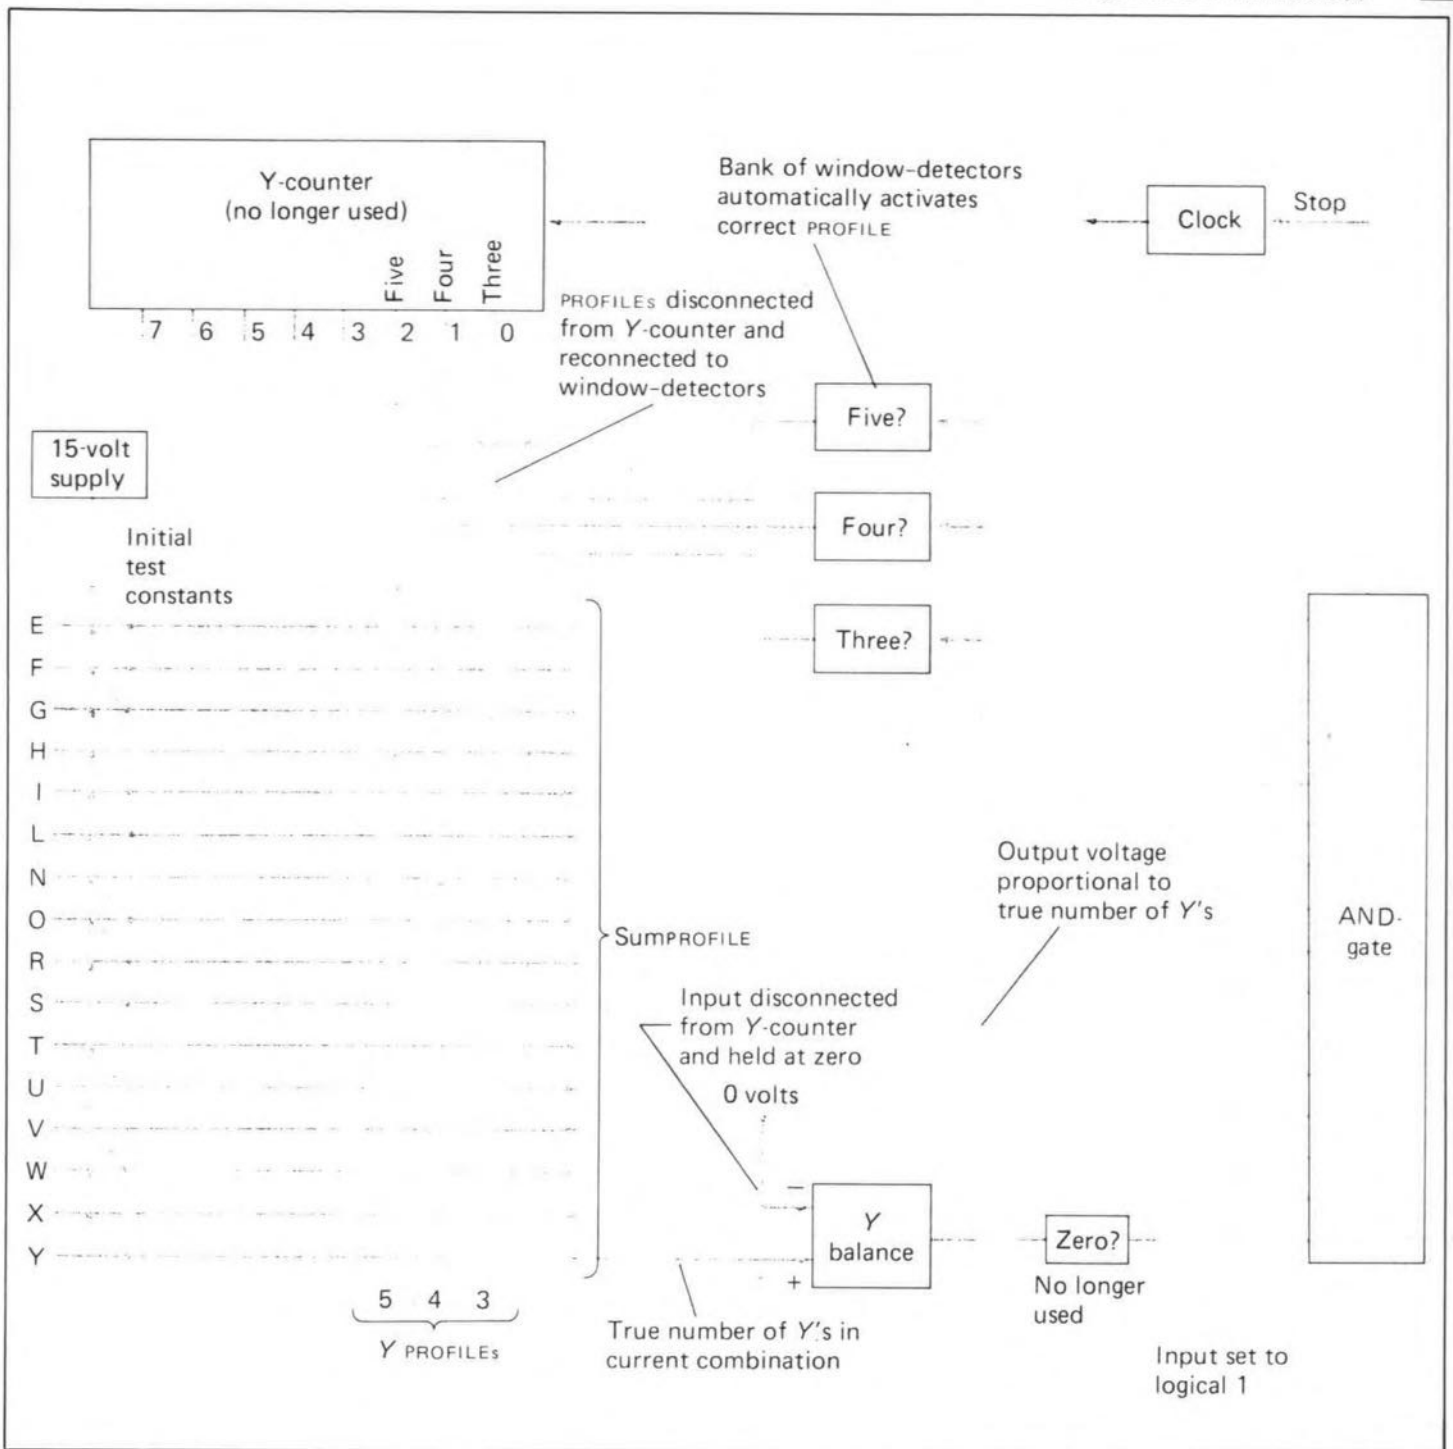 Y-counter
(no longer used)
Five Four Three
7 6 5 4 3 2 1 0
Bank of window-detectors
automatically activates
correct PROFILE
Clock
Stop
PROFILEs disconnected
from Y-counter and
reconnected to
window-detectors
Five?
15-volt
supply
Four?
Initial
test
constants
Three?
E
F
G
H
I
L
N
O
R
S
T
U
V
W
X
Y
SumPROFILE
Output voltage
proportional to
true number of Y's
AND-
gate
Input disconnected
from Y-counter
and held at zero
0 volts
−
Y
balance
+
Zero?
No longer
used
5 4 3
Y PROFILEs
True number of Y's in
current combination
Input set to
logical 1